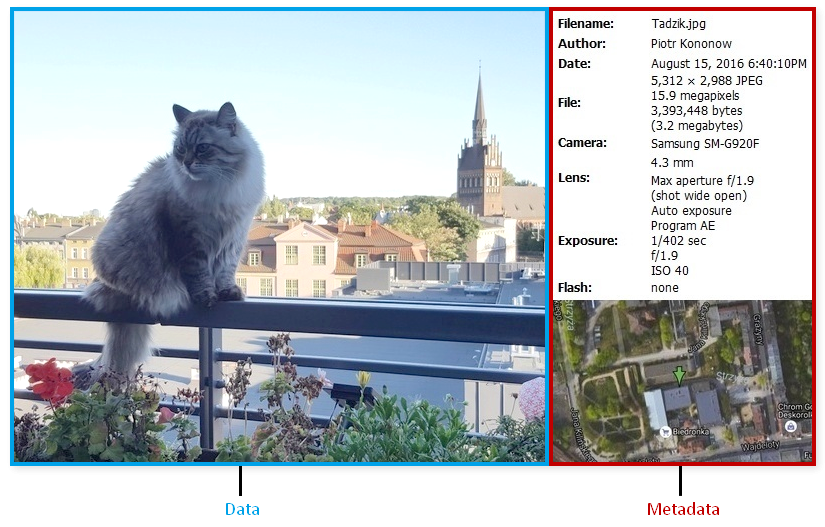 Filename: Tadzik.jpg
Author: Piotr Kononow
Date: August 15, 2016 6:40:10PM
File: 5,312 × 2,988 JPEG
15.9 megapixels
3,393,448 bytes
(3.2 megabytes)
Camera: Samsung SM-G920F
Lens: 4.3 mm
Max aperture f/1.9
(shot wide open)
Exposure: Auto exposure
Program AE
1/402 sec
f/1.9
ISO 40
Flash: none
Biedronka
Wajdeloty
Data
Metadata